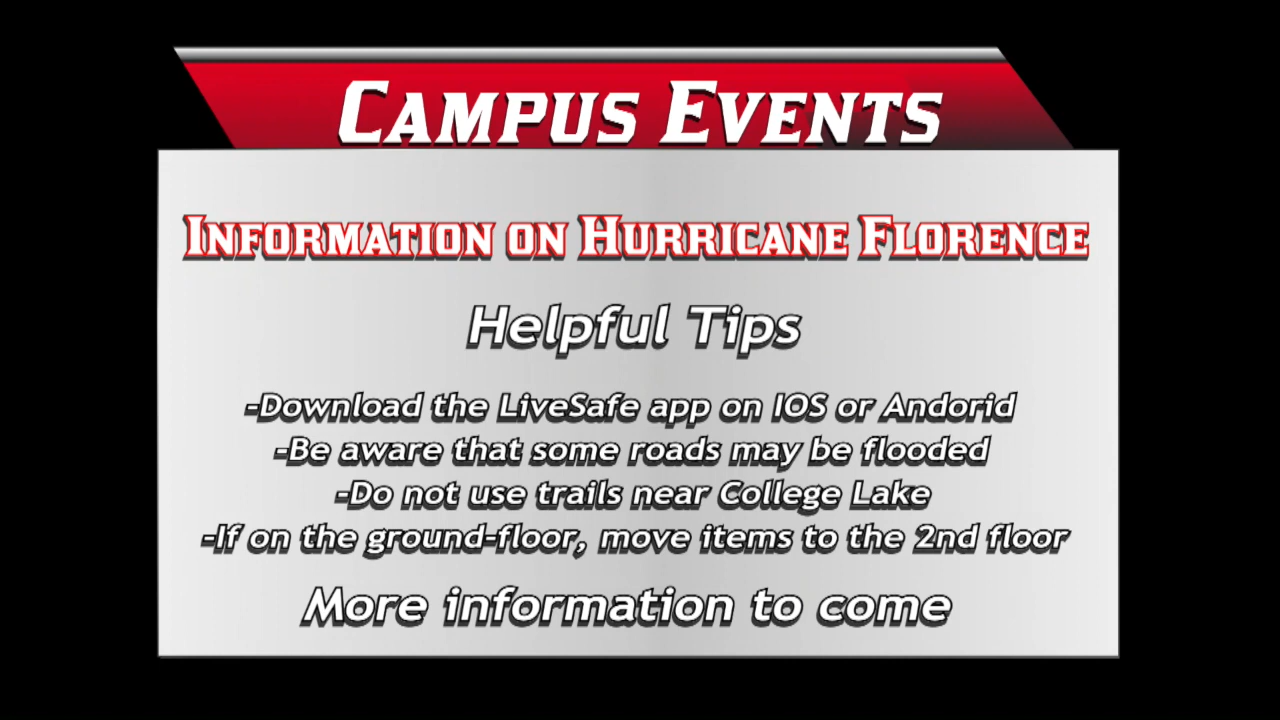 Campus Events
Information on Hurricane Florence
Helpful Tips
-Download the LiveSafe app on IOS or Andorid
-Be aware that some roads may be flooded
-Do not use trails near College Lake
-If on the ground-floor, move items to the 2nd floor
More information to come